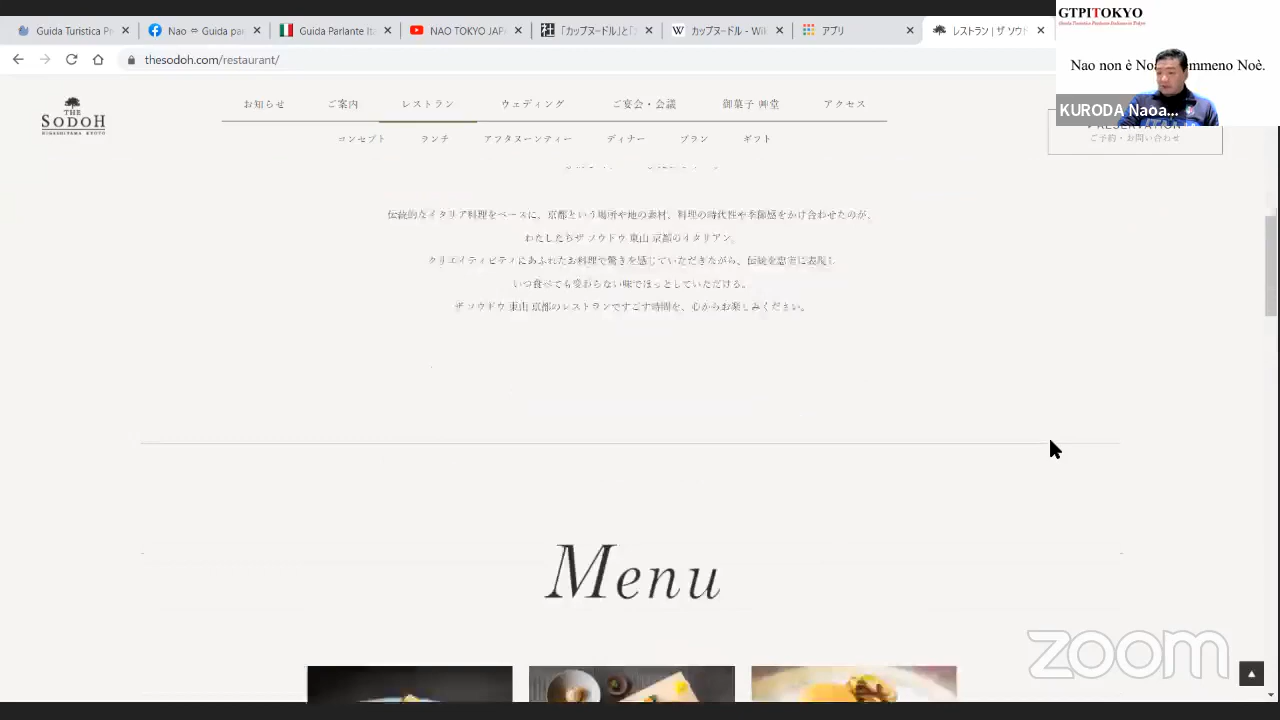 Guida Turistica P
Nao ⇔ Guida pa
Guida Parlante It
NAO TOKYO JAP
「カップヌードル」と
カップヌードル - Wi
アプリ
レストラン | ザ ソウド
thesodoh.com/restaurant/
GTPITOKYO
Nao non è No
mmeno Noè.
KURODA Naoa...
THE
SODOH
HIGASHIYAMA KYOTO
お知らせ ご案内 レストラン ウェディング ご宴会・会議 御菓子司 東堂 アクセス
コンセプト ランチ アフタヌーンティー ディナー プラン ギフト
RESERVATION
ご予約・お問い合わせ
伝統的なイタリア料理をベースに、京都という場所や地の素材、料理の時代性や季節感をかけ合わせたのが、
わたしたちザ ソウドウ 東山 京都のイタリアン。
クリエイティビティにあふれたお料理で驚きを感じていただきながら、伝統を忠実に表現し
いつ食べても変わらない味でほっとしていただける。
ザ ソウドウ 東山 京都のレストランですごす時間を、心からお楽しみください。
Menu
zoom